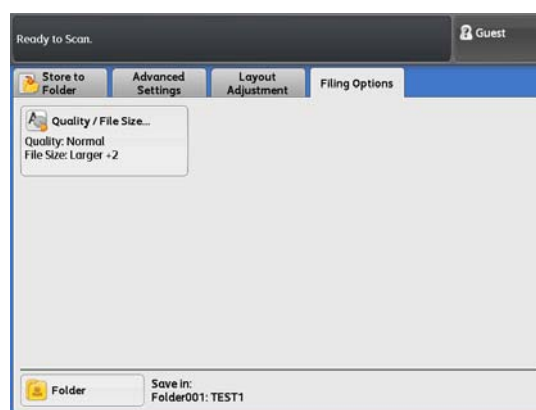 Ready to Scan.
Guest
Store to
Folder
Advanced
Settings
Layout
Adjustment
Filing Options
Quality / File Size...
Quality: Normal
File Size: Larger +2
Folder
Save in:
Folder001: TEST1